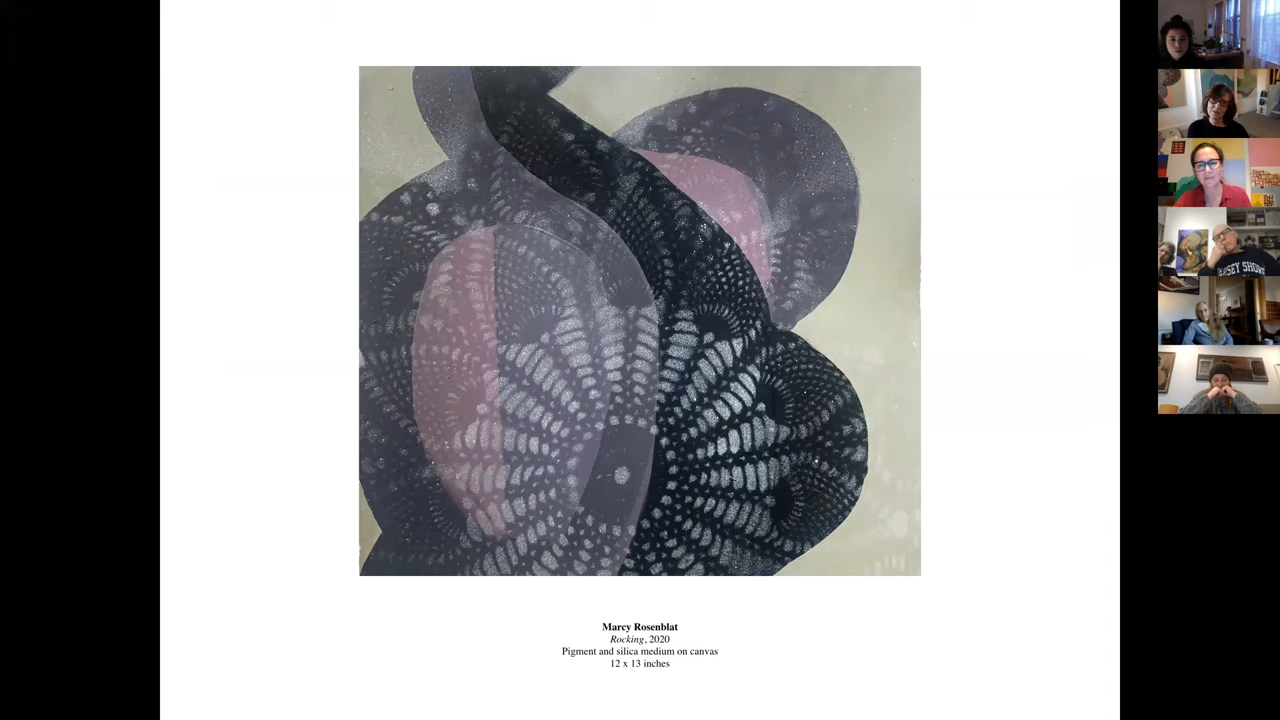 Marcy Rosenblat
Rocking, 2020
Pigment and silica medium on canvas
12 x 13 inches